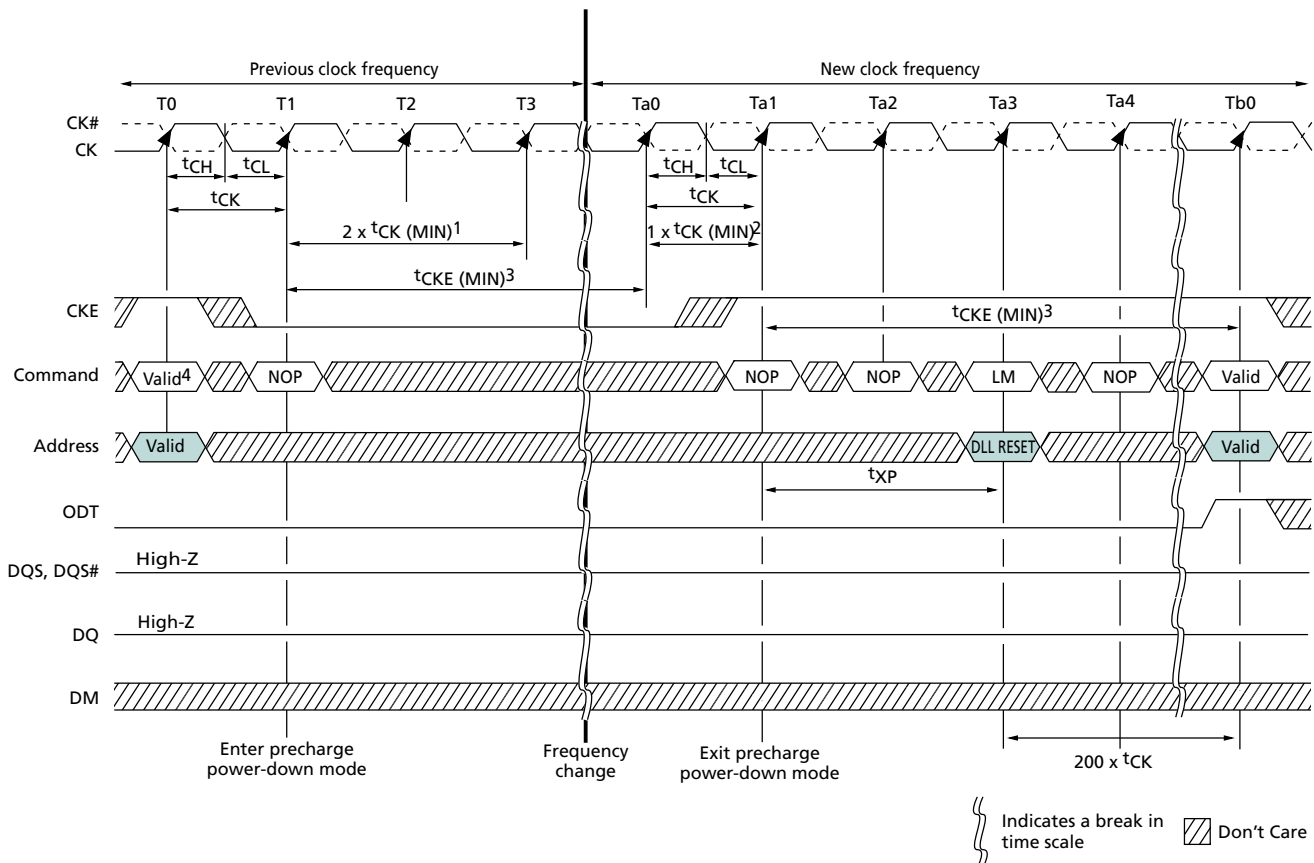 Previous clock frequency New clock frequency
T0 T1 T2 T3 Ta0 Ta1 Ta2 Ta3 Ta4 Tb0
CK#
CK
tCH tCL tCH tCL
tCK tCK
2 x tCK (MIN)1 1 x tCK (MIN)2
tCKE (MIN)3
CKE tCKE (MIN)3
Command Valid4 NOP NOP NOP LM NOP Valid
Address Valid DLL RESET Valid
tXP
ODT
DQS, DQS# High-Z
DQ High-Z
DM
Enter precharge
power-down mode
Frequency
change
Exit precharge
power-down mode
200 x tCK
Indicates a break in
time scale
Don't Care